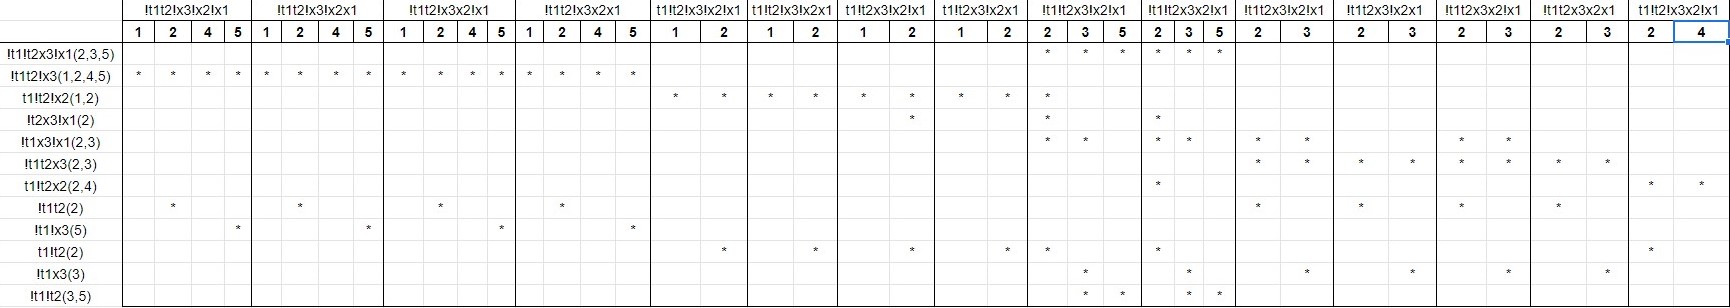 !t1t2!x3!x2!x1 !t1t2!x3!x2x1 !t1t2!x3x2!x1 !t1t2!x3x2x1 t1!t2!x3!x2!x1 t1!t2!x3!x2x1 t1!t2x3!x2!x1 t1!t2x3!x2x1 !t1!t2x3!x2!x1 !t1!t2x3x2!x1 !t1t2x3!x2!x1 !t1t2x3!x2x1 !t1t2x3x2!x1 !t1t2x3x2x1 t1!t2!x3x2!x1
1 2 4 5 1 2 4 5 1 2 4 5 1 2 4 5 1 2 1 2 1 2 1 2 2 3 5 2 3 5 2 3 2 3 2 3 2 3 2 4
!t1!t2x3!x1(2,3,5) * * * * * *
!t1t2!x3(1,2,4,5) * * * * * * * * * * * * * * * *
t1!t2!x2(1,2) * * * * * * * * *
!t2x3!x1(2) * * *
!t1x3!x1(2,3) * * * * * * * *
!t1t2x3(2,3) * * * * * * * *
t1!t2x2(2,4) * * *
!t1t2(2) * * * * * * * *
!t1!x3(5) * * * *
t1!t2(2) * * * * * * *
!t1x3(3) * * * * * *
!t1!t2(3,5) * * * *